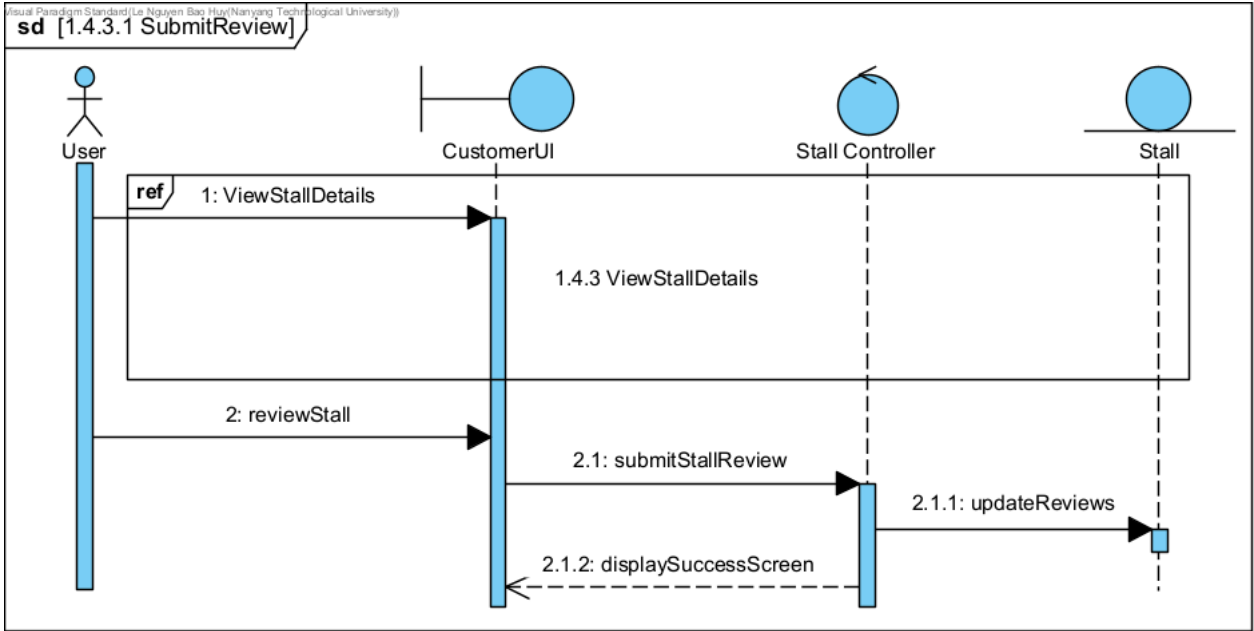 Visual Paradigm Standard(Le Nguyen Bao Huy(Nanyang Technological University))
sd [1.4.3.1 SubmitReview]
User
CustomerUI
Stall Controller
Stall
ref
1: ViewStallDetails
1.4.3 ViewStallDetails
2: reviewStall
2.1: submitStallReview
2.1.1: updateReviews
2.1.2: displaySuccessScreen